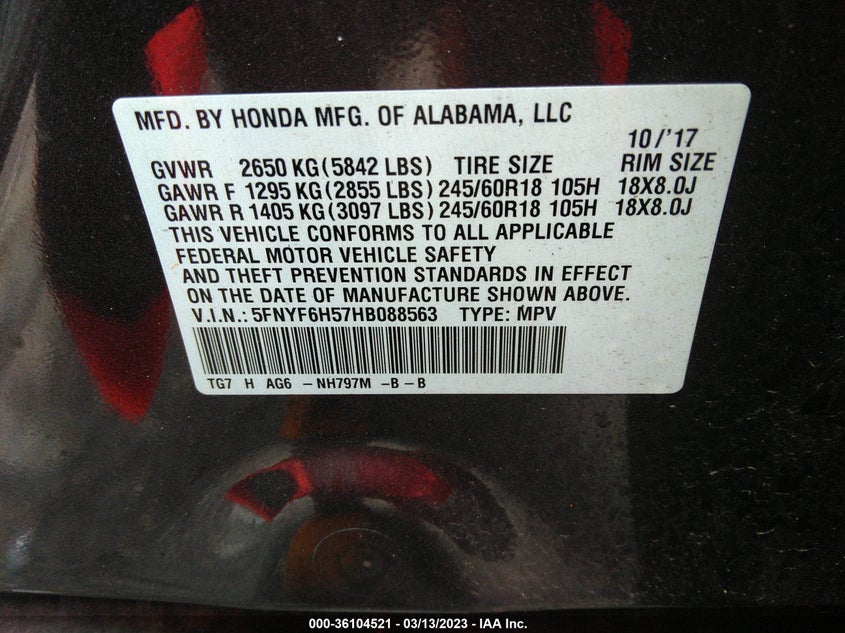 MFD. BY HONDA MFG. OF ALABAMA, LLC
10/'17
GVWR 2650 KG (5842 LBS) TIRE SIZE RIM SIZE
GAWR F 1295 KG (2855 LBS) 245/60R18 105H 18X8.0J
GAWR R 1405 KG (3097 LBS) 245/60R18 105H 18X8.0J
THIS VEHICLE CONFORMS TO ALL APPLICABLE
FEDERAL MOTOR VEHICLE SAFETY
AND THEFT PREVENTION STANDARDS IN EFFECT
ON THE DATE OF MANUFACTURE SHOWN ABOVE.
V.I.N.: 5FNYF6H57HB088563 TYPE: MPV
TG7 H AG6 – NH797M – B – B
000-36104521 - 03/13/2023 - IAA Inc.